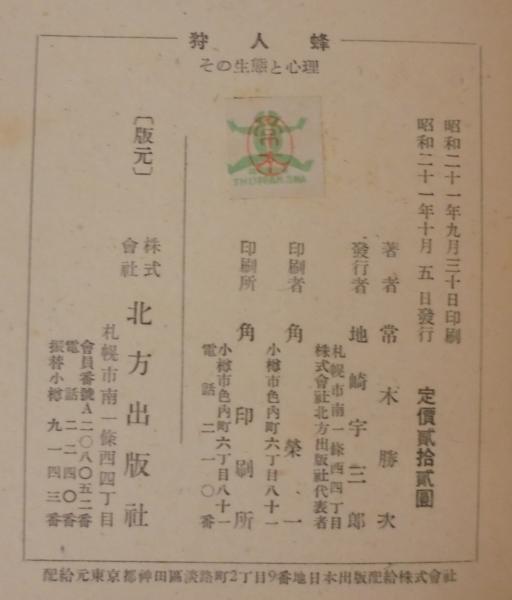 狩人蜂
その生態と心理
昭和二十一年九月三十日印刷
昭和二十一年十月五日發行
定價貳拾貳圓
著者 常木勝次
發行者 地崎宇三郎
札幌市南一條西四丁目
株式會社北方出版社代表者
印刷者 角榮一
小樽市色内町六丁目八十一
印刷所 角印刷所
小樽市色内町六丁目八十一
電話二一一〇番
〔版元〕
株式會社 北方出版社
札幌市南一條西四丁目
會員番號A二〇八〇五二番
電話二二四〇番
振替小樽九一四三番
常木
配給元東京都神田區淡路町2丁目9番地日本出版配給株式會社